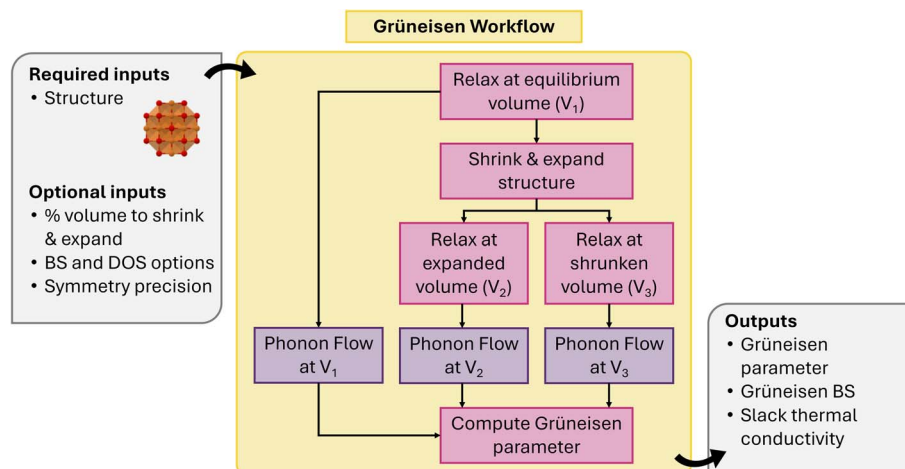 Grüneisen Workflow
Required inputs
• Structure
Optional inputs
• % volume to shrink
& expand
• BS and DOS options
• Symmetry precision
Relax at equilibrium
volume (V₁)
Shrink & expand
structure
Relax at
expanded
volume (V₂)
Relax at
shrunken
volume (V₃)
Phonon Flow
at V₁
Phonon Flow
at V₂
Phonon Flow
at V₃
Compute Grüneisen
parameter
Outputs
• Grüneisen
parameter
• Grüneisen BS
• Slack thermal
conductivity